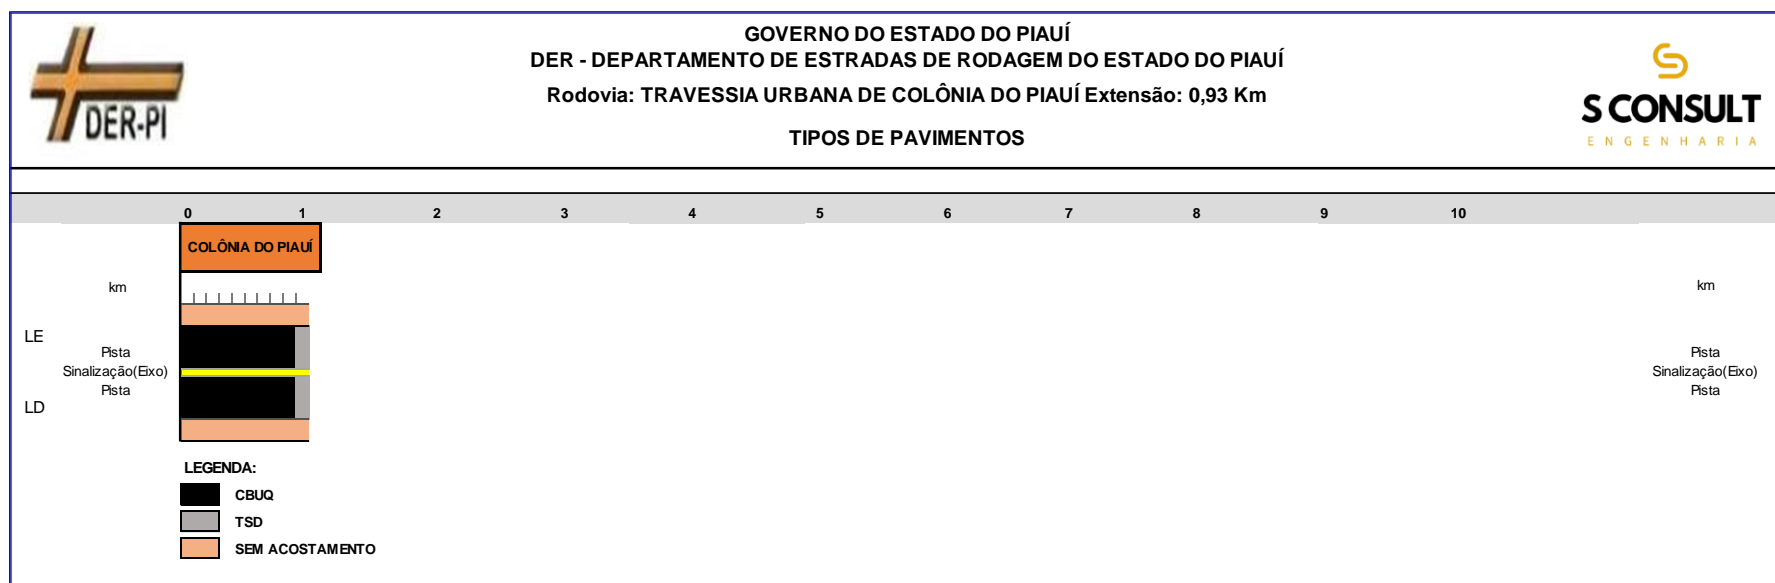 DER-PI
GOVERNO DO ESTADO DO PIAUÍ
DER - DEPARTAMENTO DE ESTRADAS DE RODAGEM DO ESTADO DO PIAUÍ
Rodovia: TRAVESSIA URBANA DE COLÔNIA DO PIAUÍ Extensão: 0,93 Km
TIPOS DE PAVIMENTOS
S CONSULT
ENGENHARIA
0 1 2 3 4 5 6 7 8 9 10
COLÔNIA DO PIAUÍ
km km
LE
Pista Pista
Sinalização(Eixo) Sinalização(Eixo)
Pista Pista
LD
LEGENDA:
CBUQ
TSD
SEM ACOSTAMENTO